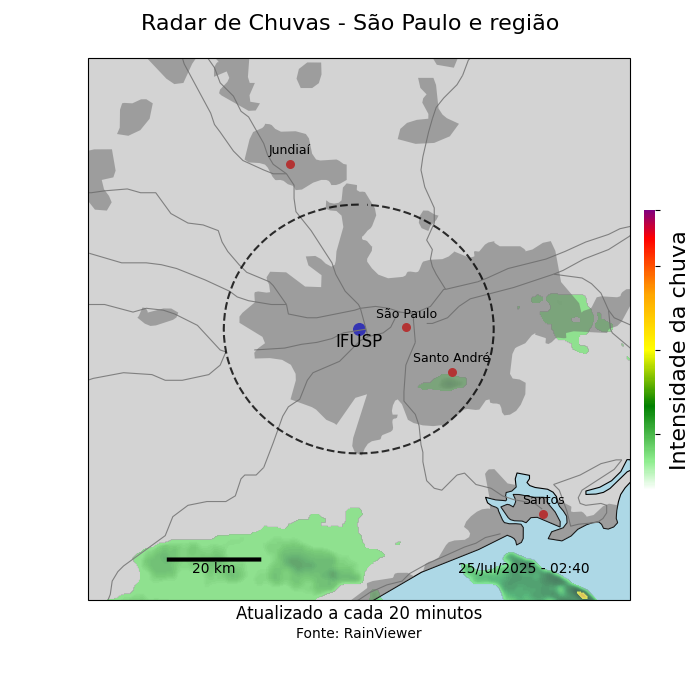 Radar de Chuvas - São Paulo e região
Jundiaí
São Paulo
IFUSP
Santo André
Intensidade da chuva
Santos
20 km
25/Jul/2025 - 02:40
Atualizado a cada 20 minutos
Fonte: RainViewer